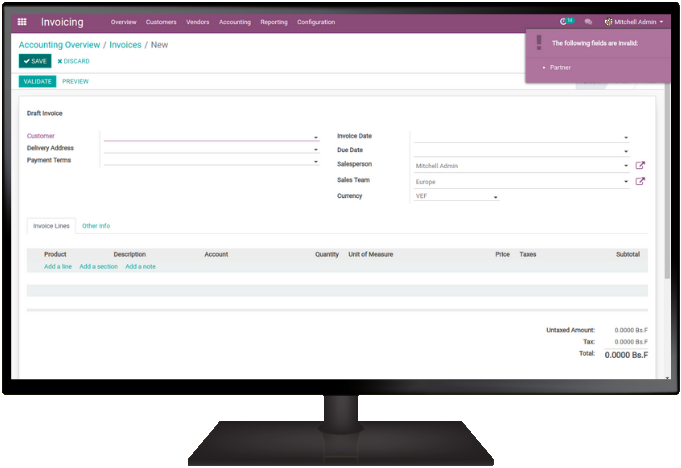 Invoicing Overview Customers Vendors Accounting Reporting Configuration 14 Mitchell Admin
The following fields are invalid:
Partner
Accounting Overview / Invoices / New
SAVE DISCARD
VALIDATE PREVIEW
Draft Invoice
Customer
Delivery Address
Payment Terms
Invoice Date
Due Date
Salesperson Mitchell Admin
Sales Team Europe
Currency VEF
Invoice Lines Other Info
Product Description Account Quantity Unit of Measure Price Taxes Subtotal
Add a line Add a section Add a note
Untaxed Amount: 0.0000 Bs.F
Tax: 0.0000 Bs.F
Total: 0.0000 Bs.F